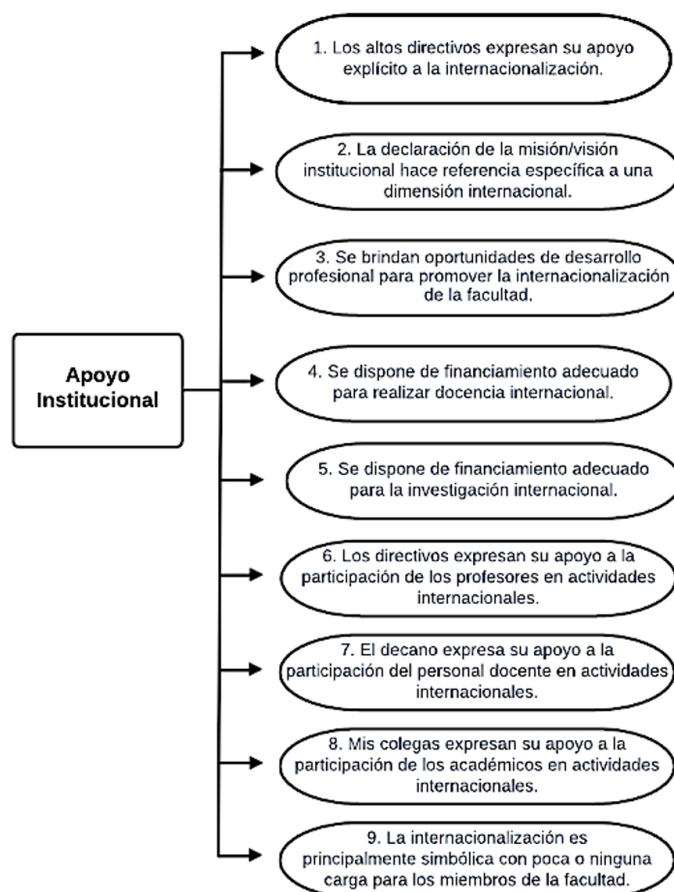 Apoyo
Institucional
1. Los altos directivos expresan su apoyo
explícito a la internacionalización.
2. La declaración de la misión/visión
institucional hace referencia específica a una
dimensión internacional.
3. Se brindan oportunidades de desarrollo
profesional para promover la internacionalización
de la facultad.
4. Se dispone de financiamiento adecuado
para realizar docencia internacional.
5. Se dispone de financiamiento adecuado
para la investigación internacional.
6. Los directivos expresan su apoyo a la
participación de los profesores en actividades
internacionales.
7. El decano expresa su apoyo a la
participación del personal docente en actividades
internacionales.
8. Mis colegas expresan su apoyo a la
participación de los académicos en actividades
internacionales.
9. La internacionalización es
principalmente simbólica con poca o ninguna
carga para los miembros de la facultad.